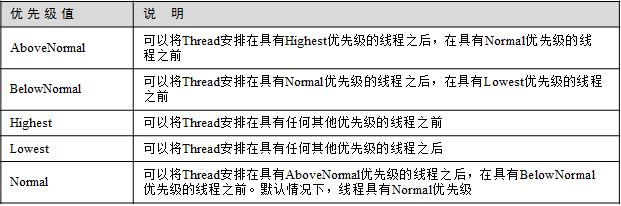 优先级值 说 明
AboveNormal 可以将Thread安排在具有Highest优先级的线程之后，在具有Normal优先级的线
程之前
BelowNormal 可以将Thread安排在具有Normal优先级的线程之后，在具有Lowest优先级的线程
之前
Highest 可以将Thread安排在具有任何其他优先级的线程之前
Lowest 可以将Thread安排在具有任何其他优先级的线程之后
Normal 可以将Thread安排在具有AboveNormal优先级的线程之后，在具有BelowNormal
优先级的线程之前。默认情况下，线程具有Normal优先级